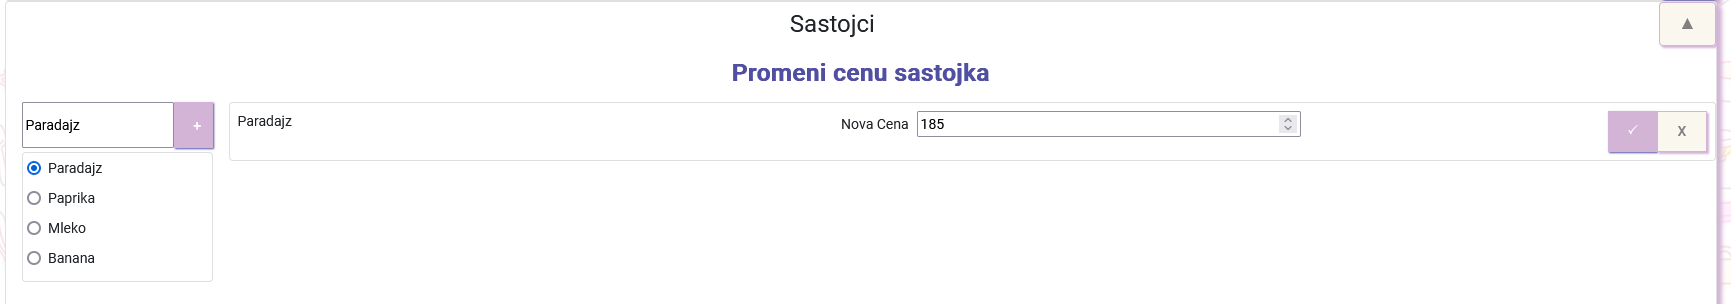 Sastojci
▲
Promeni cenu sastojka
Paradajz
+
Paradajz
Nova Cena
185
✓
X
Paradajz
Paprika
Mleko
Banana